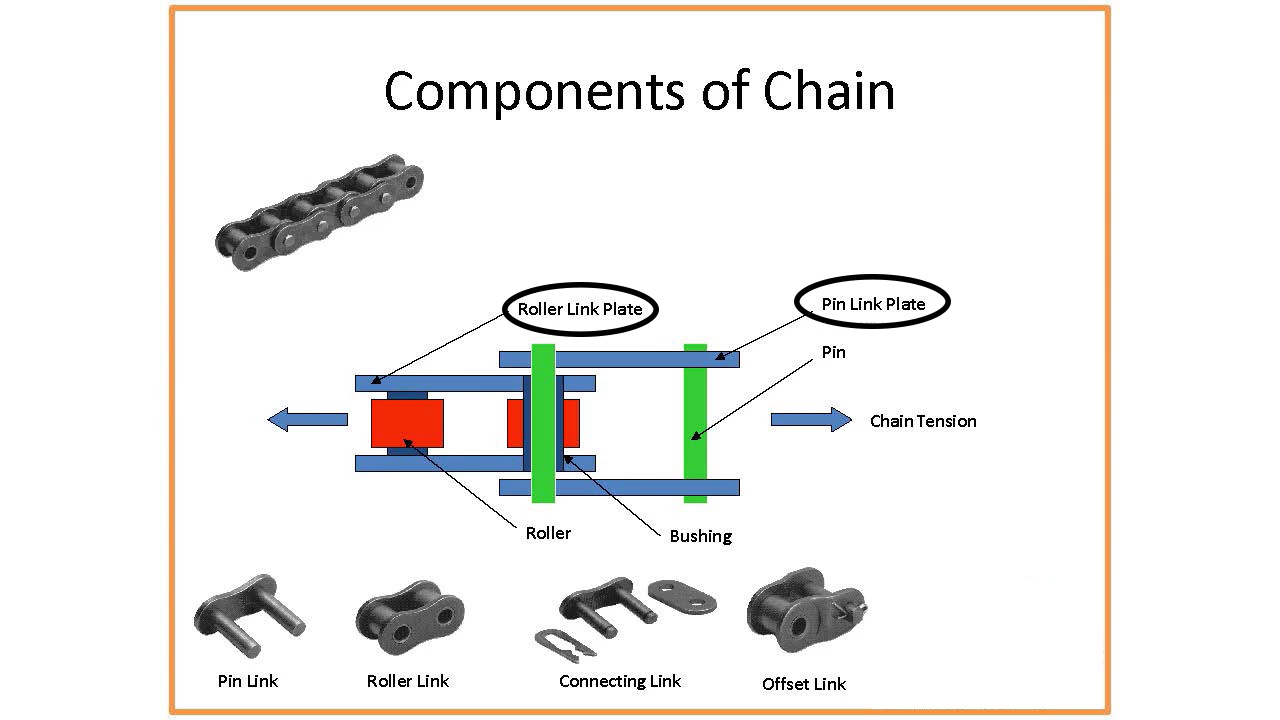 Components of Chain
Roller Link Plate
Pin Link Plate
Pin
Chain Tension
Roller
Bushing
Pin Link
Roller Link
Connecting Link
Offset Link